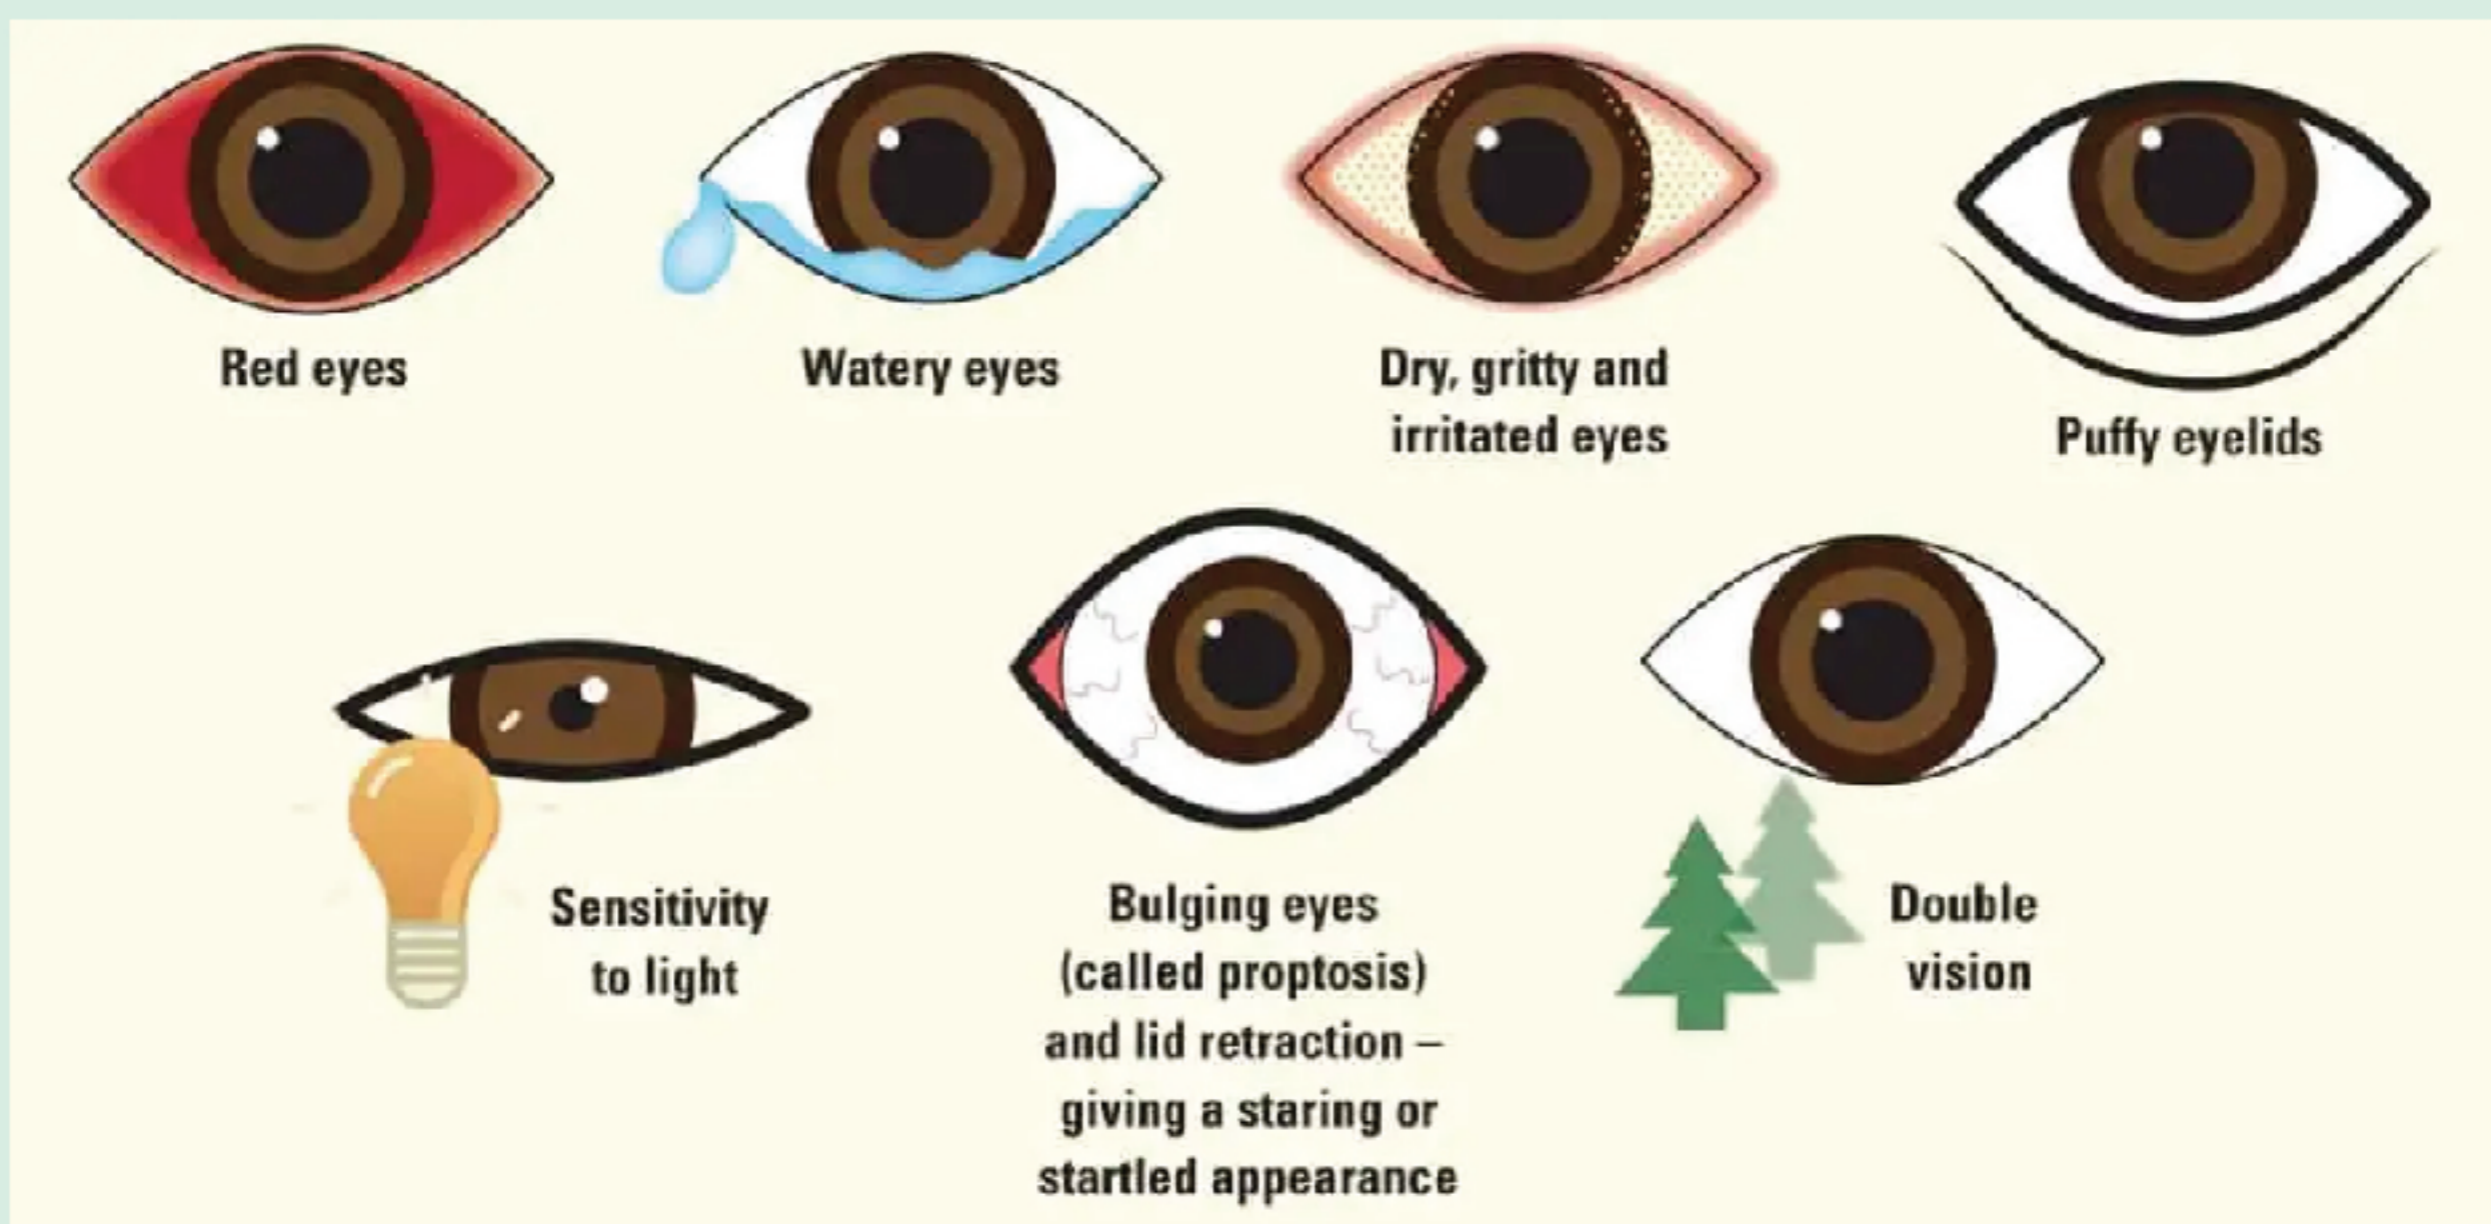 Red eyes
Watery eyes
Dry, gritty and
irritated eyes
Puffy eyelids
Sensitivity
to light
Bulging eyes
(called proptosis)
and lid retraction –
giving a staring or
startled appearance
Double
vision